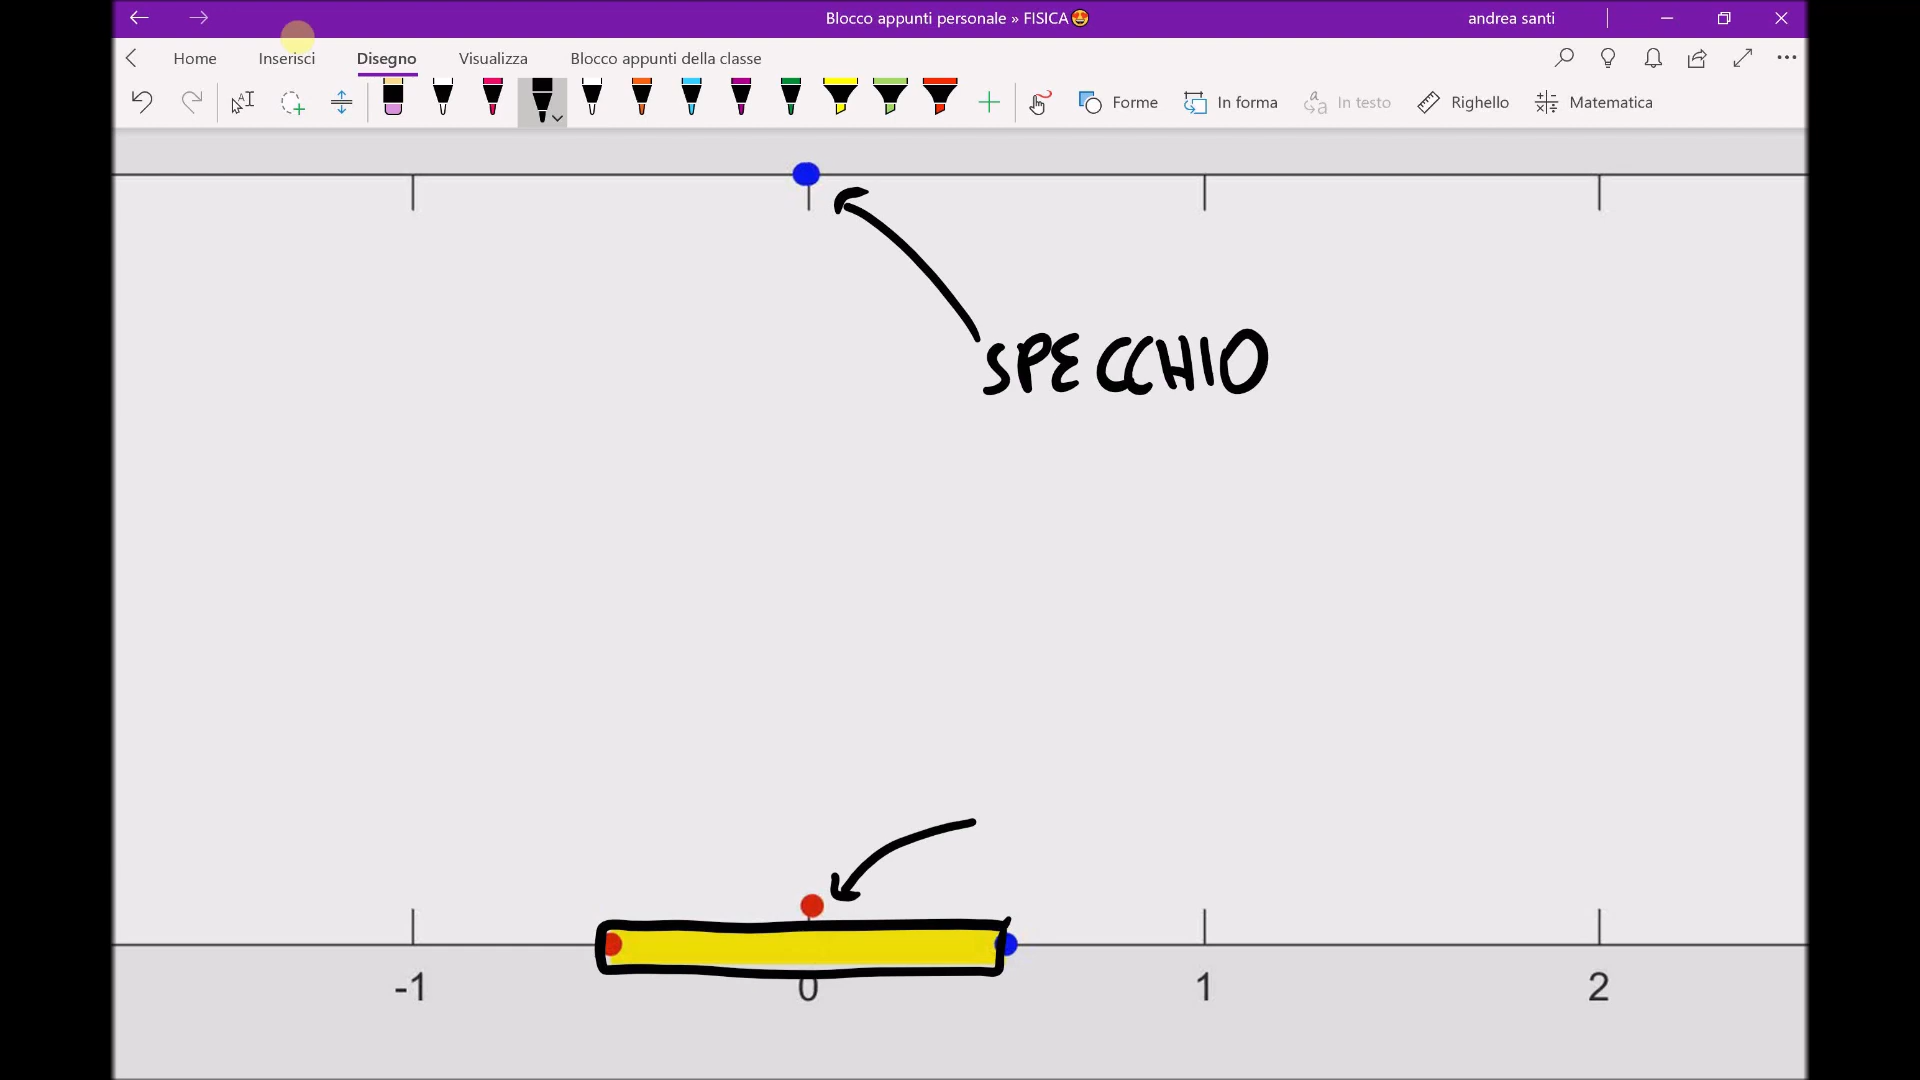 Blocco appunti personale » FISICA😍
andrea santi
Home Inserisci Disegno Visualizza Blocco appunti della classe
Forme In forma In testo Righello Matematica
SPECCHIO
-1 0 1 2